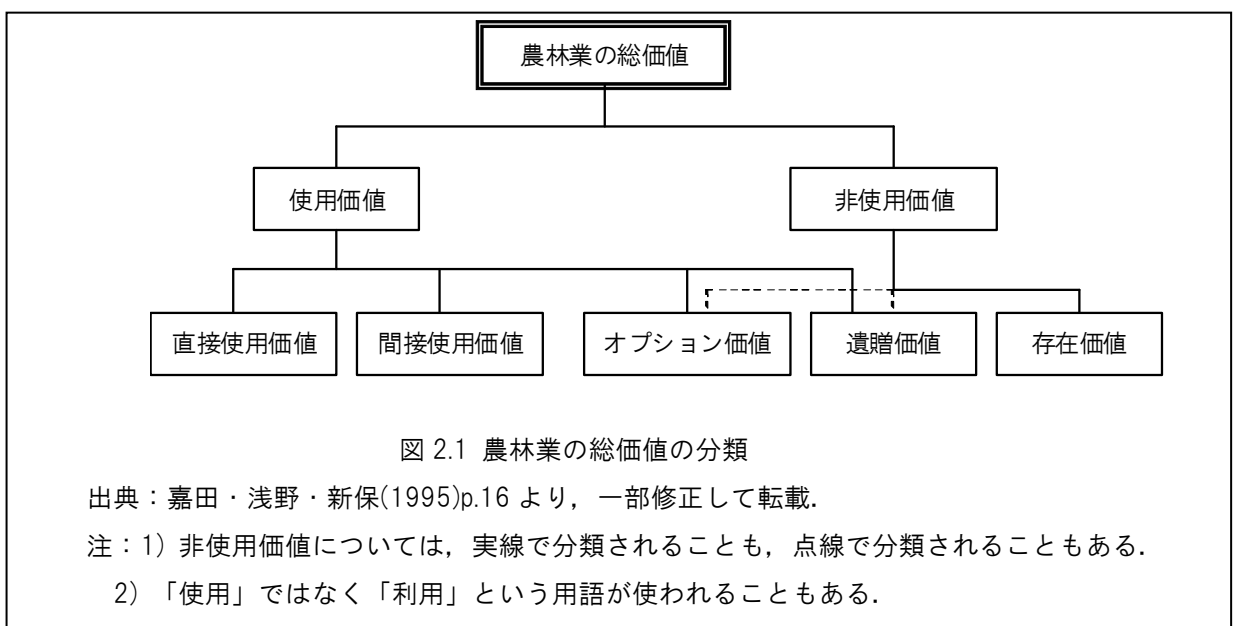 農林業の総価値
使用価値
非使用価値
直接使用価値
間接使用価値
オプション価値
遺贈価値
存在価値
図 2.1 農林業の総価値の分類
出典：嘉田・浅野・新保(1995)p.16 より，一部修正して転載．
注：1) 非使用価値については，実線で分類されることも，点線で分類されることもある．
2) 「使用」ではなく「利用」という用語が使われることもある．